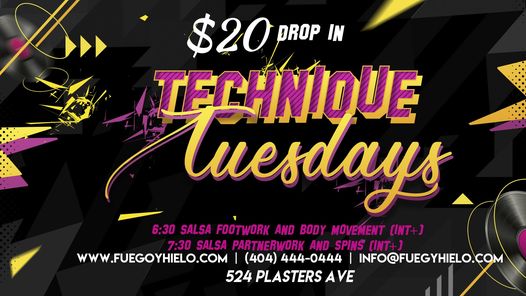 $20 DROP IN
TECHNIQUE
Tuesdays
6:30 SALSA FOOTWORK AND BODY MOVEMENT (INT+)
7:30 SALSA PARTNERWORK AND SPINS (INT+)
WWW.FUEGOYHIELO.COM | (404) 444-0444 | INFO@FUEGYHIELO.COM
524 PLASTERS AVE